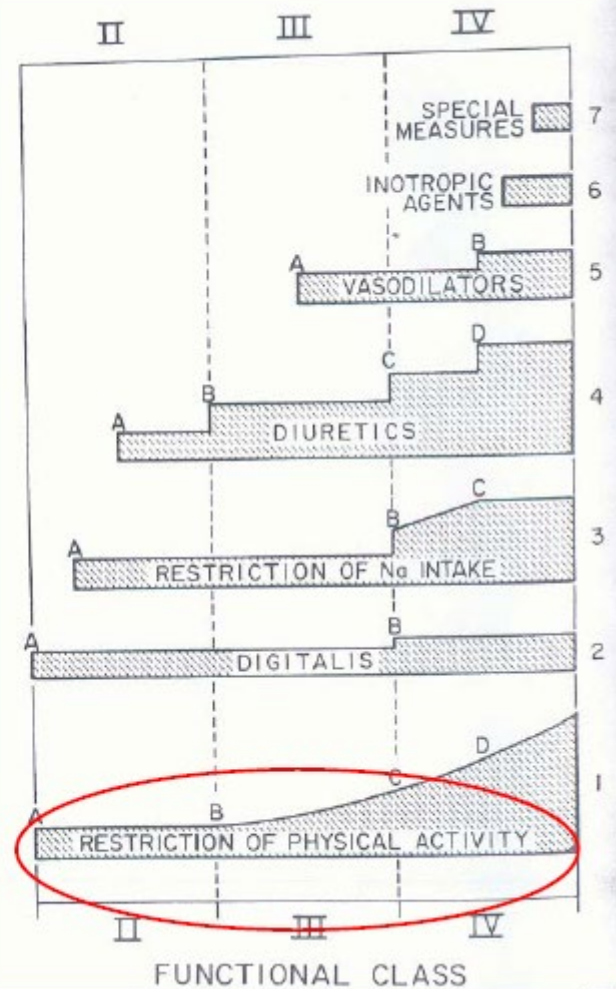 II III IV
SPECIAL
MEASURES
7
INOTROPIC
AGENTS
6
A B
VASODILATORS
5
A B C D
DIURETICS
4
A B C
RESTRICTION OF Na INTAKE
3
A B
DIGITALIS
2
A B C D
RESTRICTION OF PHYSICAL ACTIVITY
1
II III IV
FUNCTIONAL CLASS